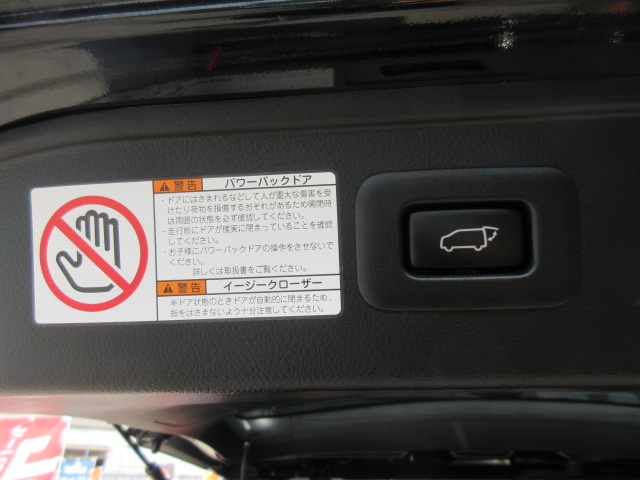 警告 パワーバックドア
・ドアにはさまれるなどして人が重大な傷害を受
けたり荷物を損傷するおそれがあるため開閉時
は周囲の状態を必ず確認してください。
・走行前にドアが確実に閉まっていることを確認
してください。
・お子様にパワーバックドアの操作をさせないで
ください。
詳しくは取扱書をご覧ください。
警告 イージークローザー
半ドア状態のときドアが自動的に閉まるため、
指をはさまないよう十分注意してください。